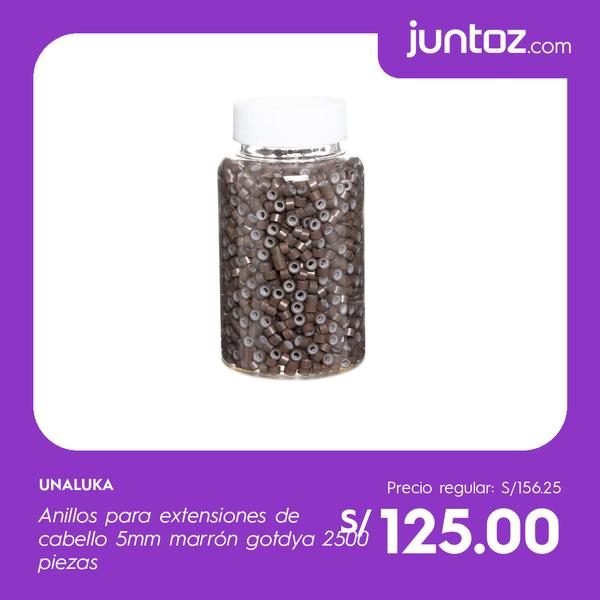 juntoz.com
UNALUKA
Anillos para extensiones de
cabello 5mm marrón gotdya 2500
piezas
Precio regular: S/156.25
S/125.00